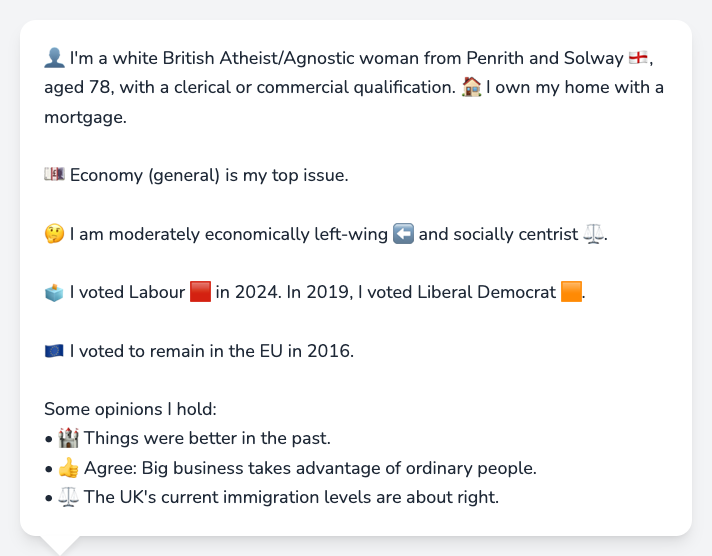 👤 I'm a white British Atheist/Agnostic woman from Penrith and Solway 🏴󠁧󠁢󠁥󠁮󠁧󠁿,
aged 78, with a clerical or commercial qualification. 🏠 I own my home with a
mortgage.
💷 Economy (general) is my top issue.
🤔 I am moderately economically left-wing ⬅️ and socially centrist ⚖️.
🗳️ I voted Labour 🟥 in 2024. In 2019, I voted Liberal Democrat 🟧.
🇪🇺 I voted to remain in the EU in 2016.
Some opinions I hold:
• 🏰 Things were better in the past.
• 👍 Agree: Big business takes advantage of ordinary people.
• ⚖️ The UK's current immigration levels are about right.